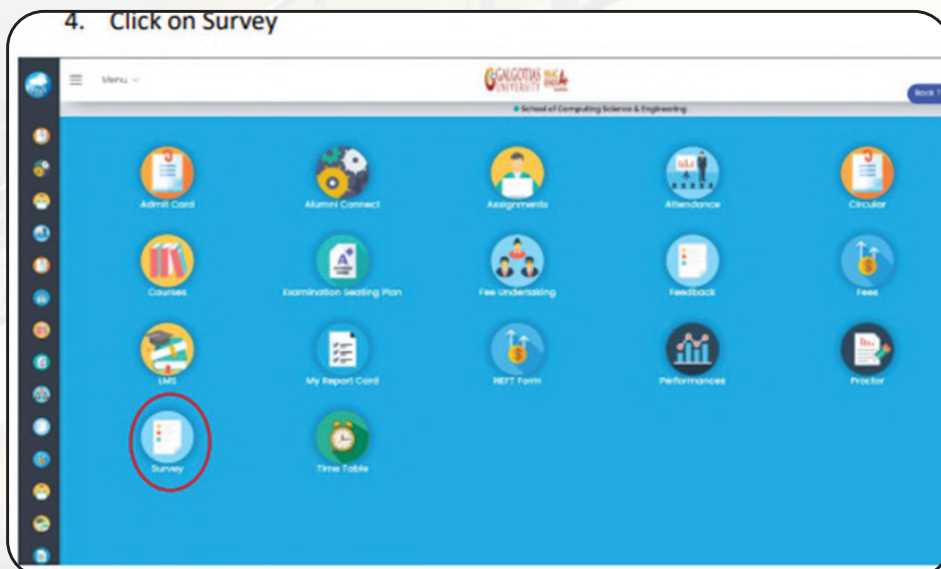 4. Click on Survey
Menu
GALGOTIAS
UNIVERSITY
School of Computing Science & Engineering
Back T
Admit Card
Alumni Connect
Assignments
Attendance
Circular
Courses
Examination Seating Plan
Fee Undertaking
Feedback
Fees
LMS
My Report Card
NEFT Form
Performances
Proctor
Survey
Time Table